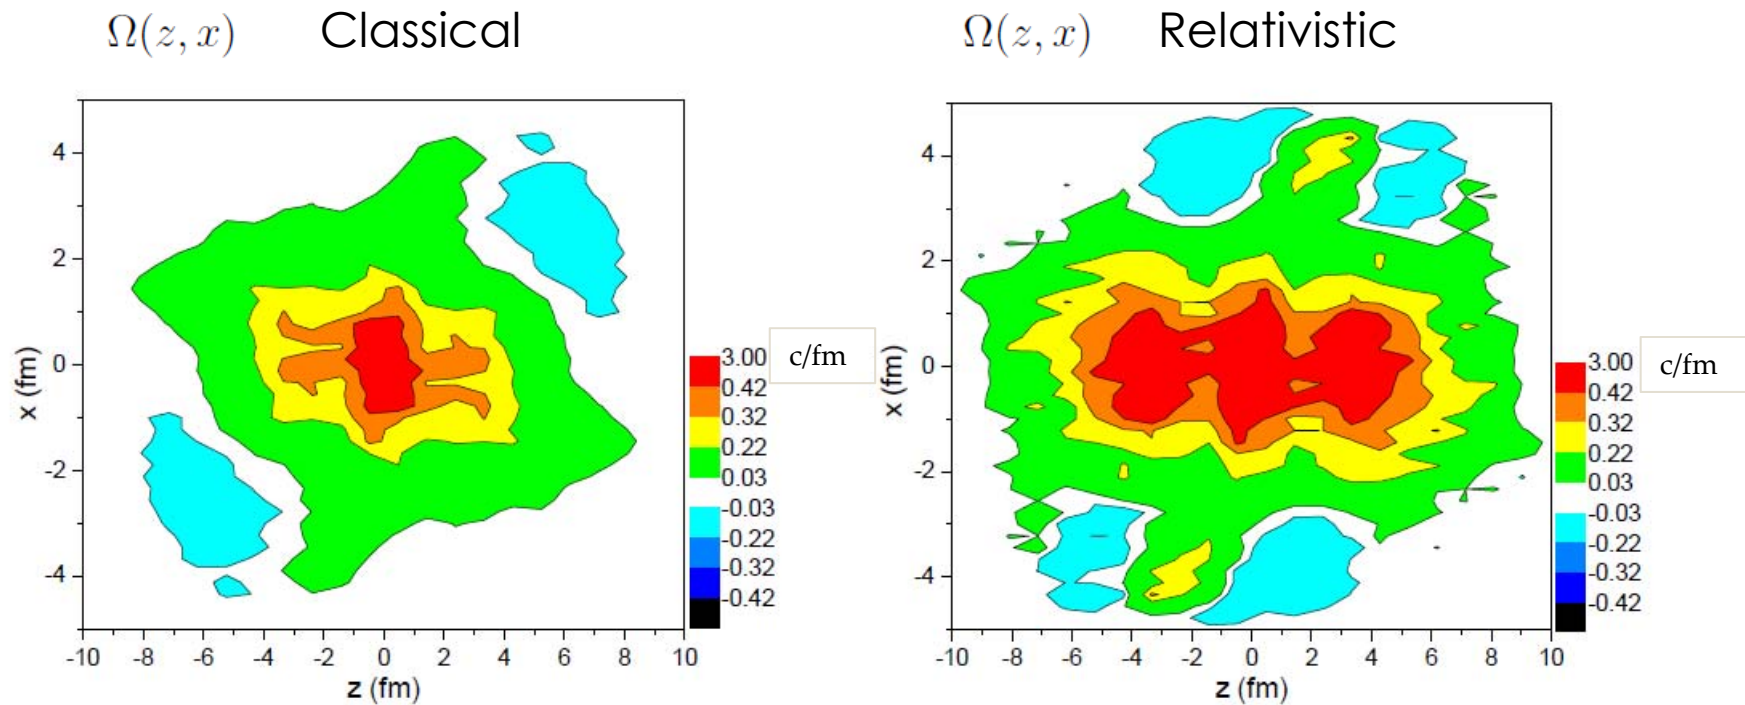 Ω(z, x) Classical
4
2
0
-2
-4
x (fm)
-10 -8 -6 -4 -2 0 2 4 6 8 10
z (fm)
3.00
0.42
0.32
0.22
0.03
-0.03
-0.22
-0.32
-0.42
c/fm
Ω(z, x) Relativistic
4
2
0
-2
-4
x (fm)
-10 -8 -6 -4 -2 0 2 4 6 8 10
z (fm)
3.00
0.42
0.32
0.22
0.03
-0.03
-0.22
-0.32
-0.42
c/fm